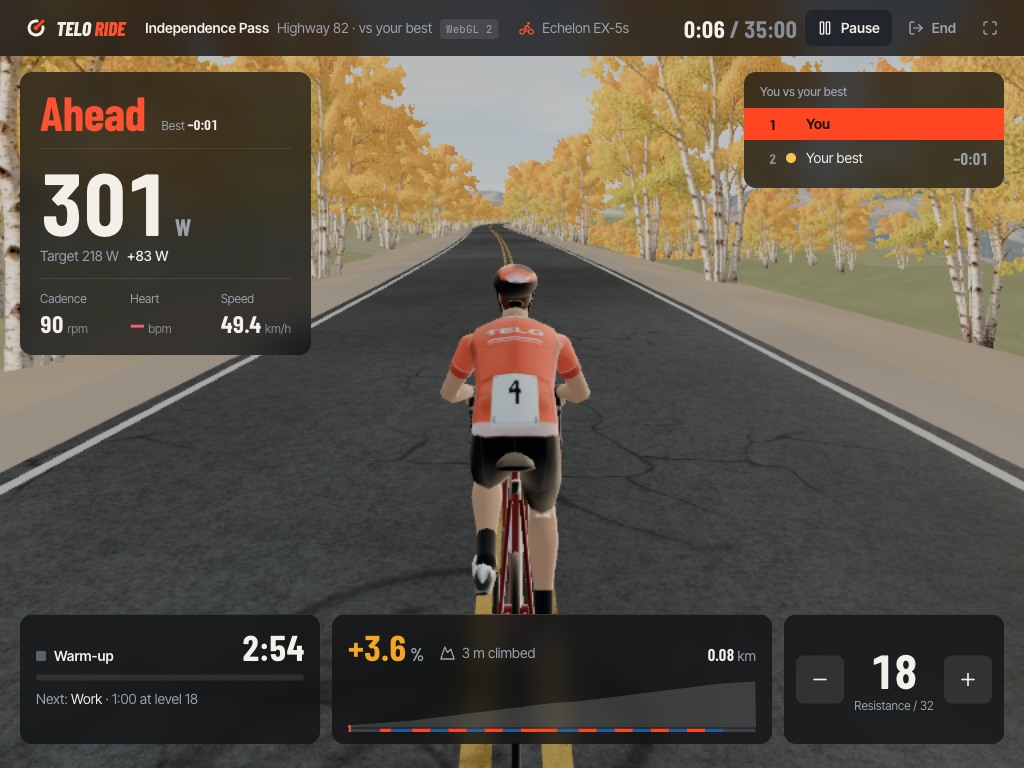 TELO RIDE Independence Pass Highway 82 · vs your best WebGL 2 Echelon EX-5s 0:06 / 35:00 Pause End
Ahead Best −0:01
301 W
Target 218 W +83 W
Cadence Heart Speed
90 rpm — bpm 49.4 km/h
You vs your best
1 You
2 Your best −0:01
TELO
4
Warm-up 2:54
Next: Work · 1:00 at level 18
+3.6 % 3 m climbed 0.08 km
− 18 +
Resistance / 32